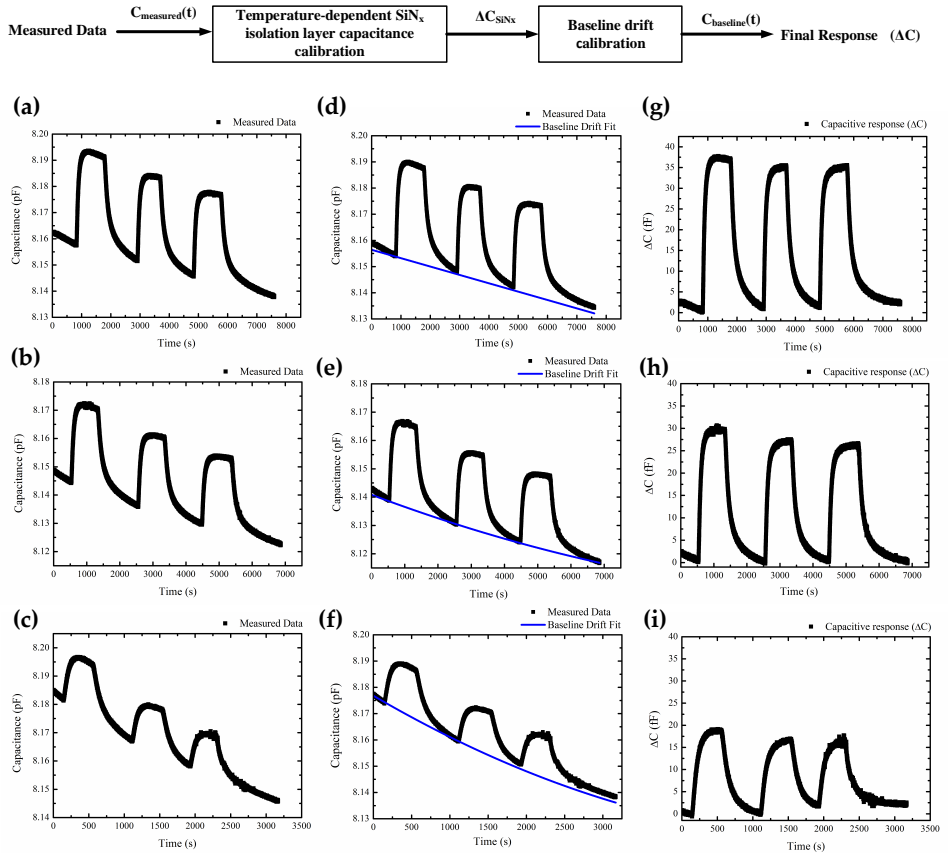 Measured Data
C_measured(t)
Temperature-dependent SiN_x
isolation layer capacitance
calibration
ΔC_SiNx
Baseline drift
calibration
C_baseline(t)
Final Response (ΔC)
(a)
Measured Data
Capacitance (pF)
8.20
8.19
8.18
8.17
8.16
8.15
8.14
8.13
0 1000 2000 3000 4000 5000 6000 7000 8000
Time (s)
(d)
Measured Data
Baseline Drift Fit
Capacitance (pF)
8.20
8.19
8.18
8.17
8.16
8.15
8.14
8.13
0 1000 2000 3000 4000 5000 6000 7000 8000
Time (s)
(g)
Capacitive response (ΔC)
ΔC (fF)
40
35
30
25
20
15
10
5
0
0 1000 2000 3000 4000 5000 6000 7000 8000
Time (s)
(b)
Measured Data
Capacitance (pF)
8.17
8.16
8.15
8.14
8.13
8.12
0 1000 2000 3000 4000 5000 6000 7000
Time (s)
(e)
Measured Data
Baseline Drift Fit
Capacitance (pF)
8.17
8.16
8.15
8.14
8.13
8.12
0 1000 2000 3000 4000 5000 6000 7000
Time (s)
(h)
Capacitive response (ΔC)
ΔC (fF)
40
35
30
25
20
15
10
5
0
0 1000 2000 3000 4000 5000 6000 7000
Time (s)
(c)
Measured Data
Capacitance (pF)
8.20
8.19
8.18
8.17
8.16
8.15
8.14
0 500 1000 1500 2000 2500 3000 3500
Time (s)
(f)
Measured Data
Baseline Drift Fit
Capacitance (pF)
8.20
8.19
8.18
8.17
8.16
8.15
8.14
8.13
0 500 1000 1500 2000 2500 3000
Time (s)
(i)
Capacitive response (ΔC)
ΔC (fF)
40
35
30
25
20
15
10
5
0
0 500 1000 1500 2000 2500 3000 3500
Time (s)